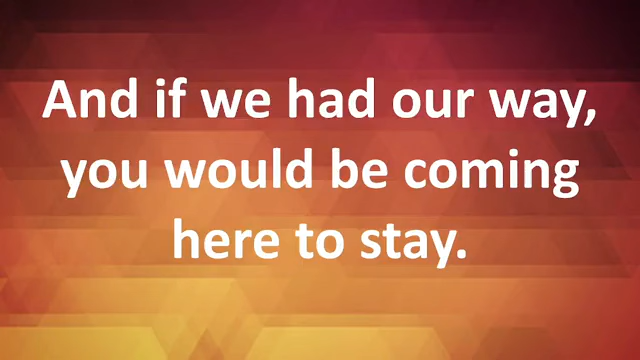 And if we had our way,
you would be coming
here to stay.